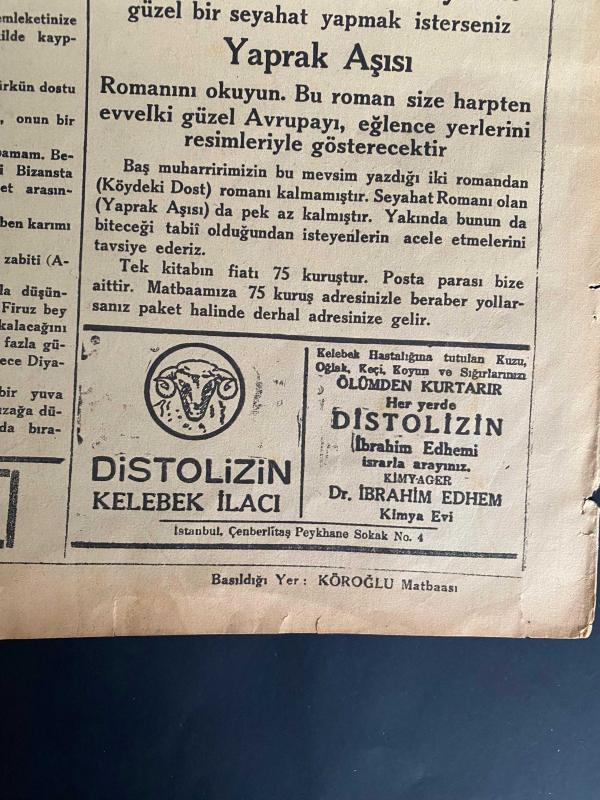 emleketinize
ilde kayp-
ürkün dostu
, onun bir
amam. Be-
i Bizansta
et arasın-
ben karımı
zabiti (A-
la düşün-
Firuz bey
kalacağını
fazla gü-
ece Diya-
bir yuva
uzağa dü-
da bıra-
güzel bir seyahat yapmak isterseniz
Yaprak Aşısı
Romanını okuyun. Bu roman size harpten
evvelki güzel Avrupayı, eğlence yerlerini
resimleriyle gösterecektir
Baş muharririmizin bu mevsim yazdığı iki romandan
(Köydeki Dost) romanı kalmamıştır. Seyahat Romanı olan
(Yaprak Aşısı) da pek az kalmıştır. Yakında bunun da
biteceği tabiî olduğundan isteyenlerin acele etmelerini
tavsiye ederiz.
Tek kitabın fiatı 75 kuruştur. Posta parası bize
aittir. Matbaamıza 75 kuruş adresinizle beraber yollar-
sanız paket halinde derhal adresinize gelir.
DİSTOLİZİN
KELEBEK İLACI
Kelebek Hastalığına tutulan Kuzu,
Oğlak, Keçi, Koyun ve Sığırlarınızı
ÖLÜMDEN KURTARIR
Her yerde
DİSTOLİZİN
İbrahim Edhemi
ısrarla arayınız.
KİMYAGER
Dr. İBRAHİM EDHEM
Kimya Evi
İstanbul, Çenberlitaş Peykhane Sokak No. 4
Basıldığı Yer: KÖROĞLU Matbaası